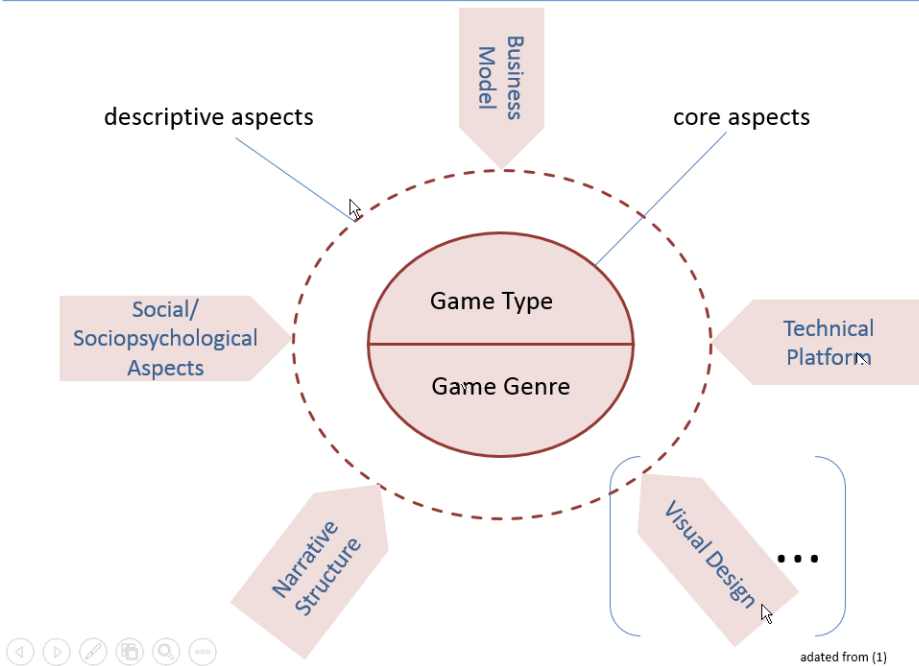 Business
Model
descriptive aspects
core aspects
Game Type
Game Genre
Social/
Sociopsychological
Aspects
Technical
Platform
Narrative
Structure
Visual Design
...
adated from (1)